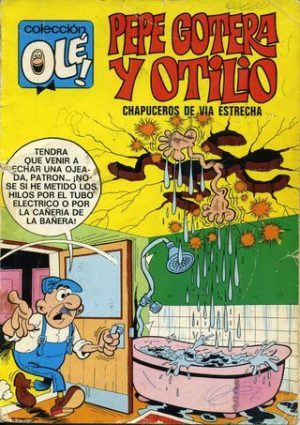 colección
OLÉ!
PEPE GOTERA
Y OTILIO
CHAPUCEROS DE VIA ESTRECHA
TENDRA
QUE VENIR A
ECHAR UNA OJEA-
DA, PATRON... ¡NO
SE SI HE METIDO LOS
HILOS POR EL TUBO
ELECTRICO O POR
LA CAÑERIA DE
LA BAÑERA!